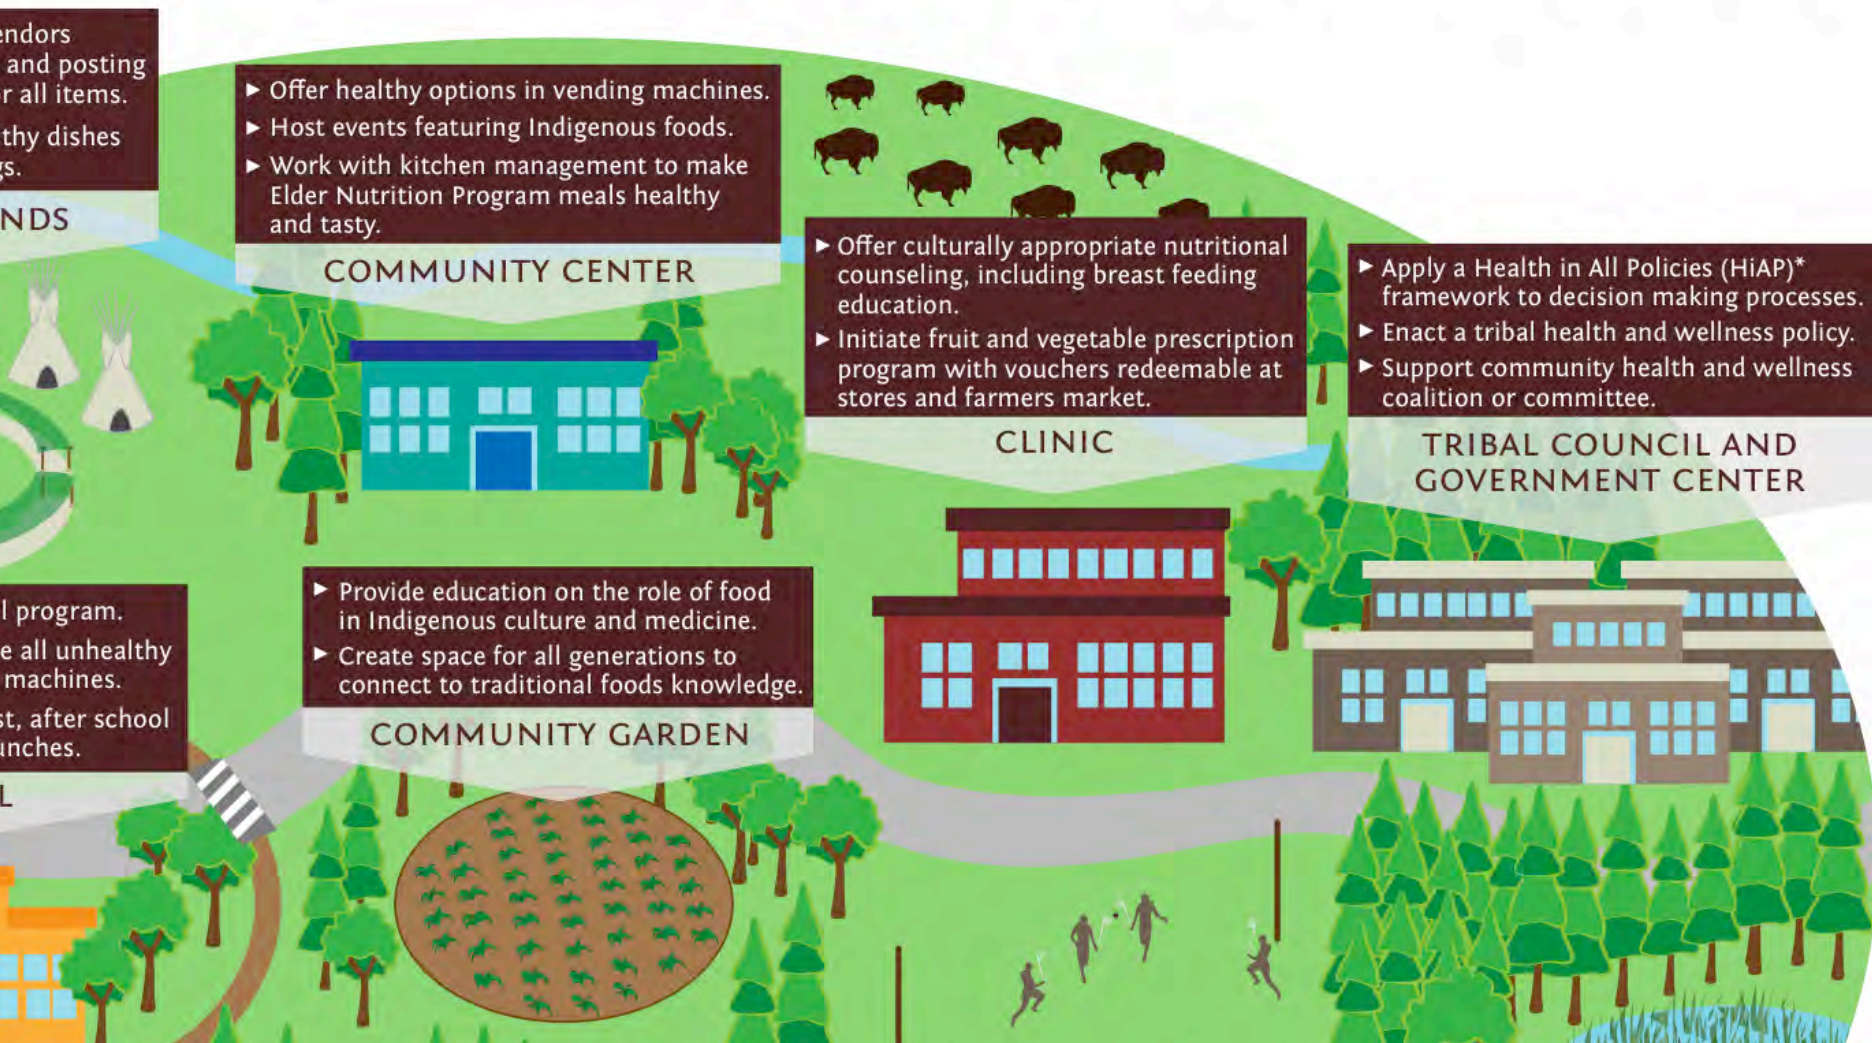 and posting
all items.
dishes
▸ Offer healthy options in vending machines.
▸ Host events featuring Indigenous foods.
▸ Work with kitchen management to make
Elder Nutrition Program meals healthy
and tasty.
COMMUNITY CENTER
▸ Offer culturally appropriate nutritional
counseling, including breast feeding
education.
▸ Initiate fruit and vegetable prescription
program with vouchers redeemable at
stores and farmers market.
CLINIC
▸ Apply a Health in All Policies (HiAP)*
framework to decision making processes.
▸ Enact a tribal health and wellness policy.
▸ Support community health and wellness
coalition or committee.
TRIBAL COUNCIL AND
GOVERNMENT CENTER
program.
all unhealthy
machines.
after school
▸ Provide education on the role of food
in Indigenous culture and medicine.
▸ Create space for all generations to
connect to traditional foods knowledge.
COMMUNITY GARDEN